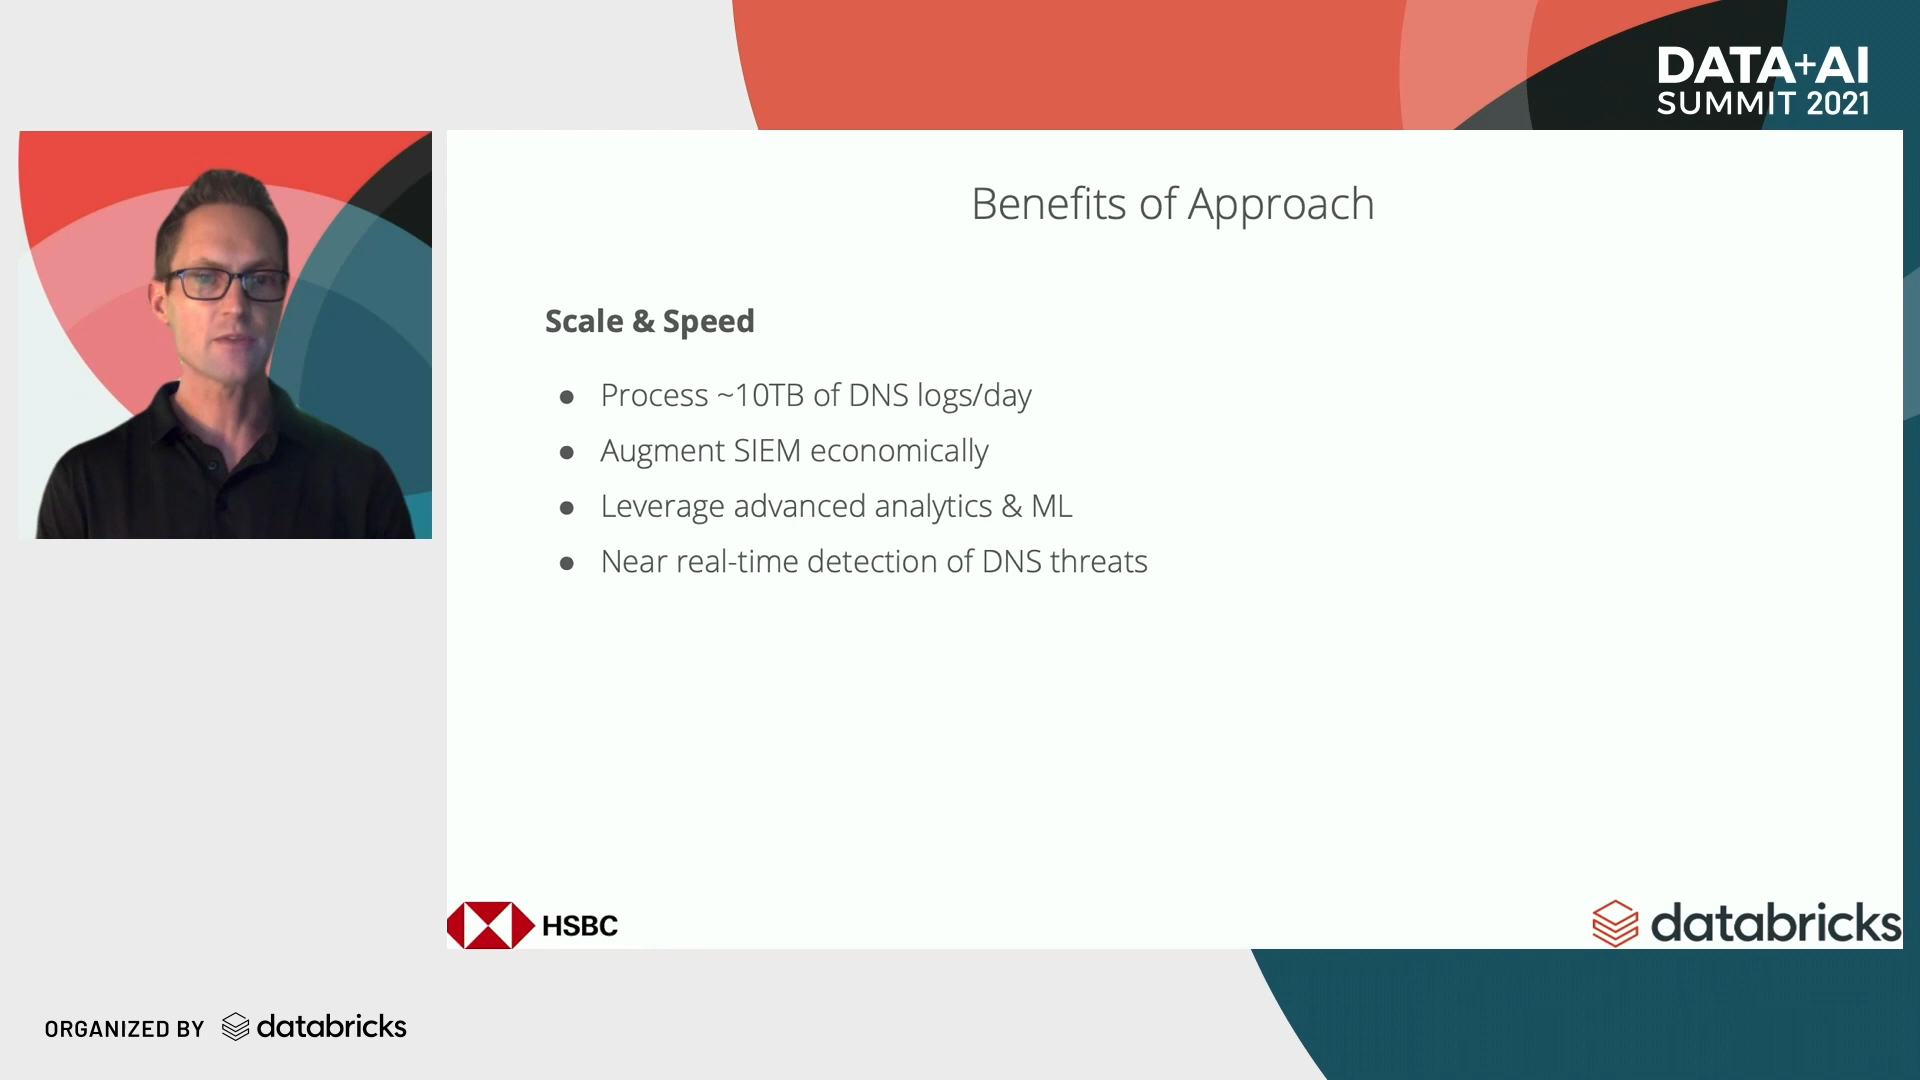 DATA+AI
SUMMIT 2021
Benefits of Approach
Scale & Speed
● Process ~10TB of DNS logs/day
● Augment SIEM economically
● Leverage advanced analytics & ML
● Near real-time detection of DNS threats
HSBC
databricks
ORGANIZED BY databricks